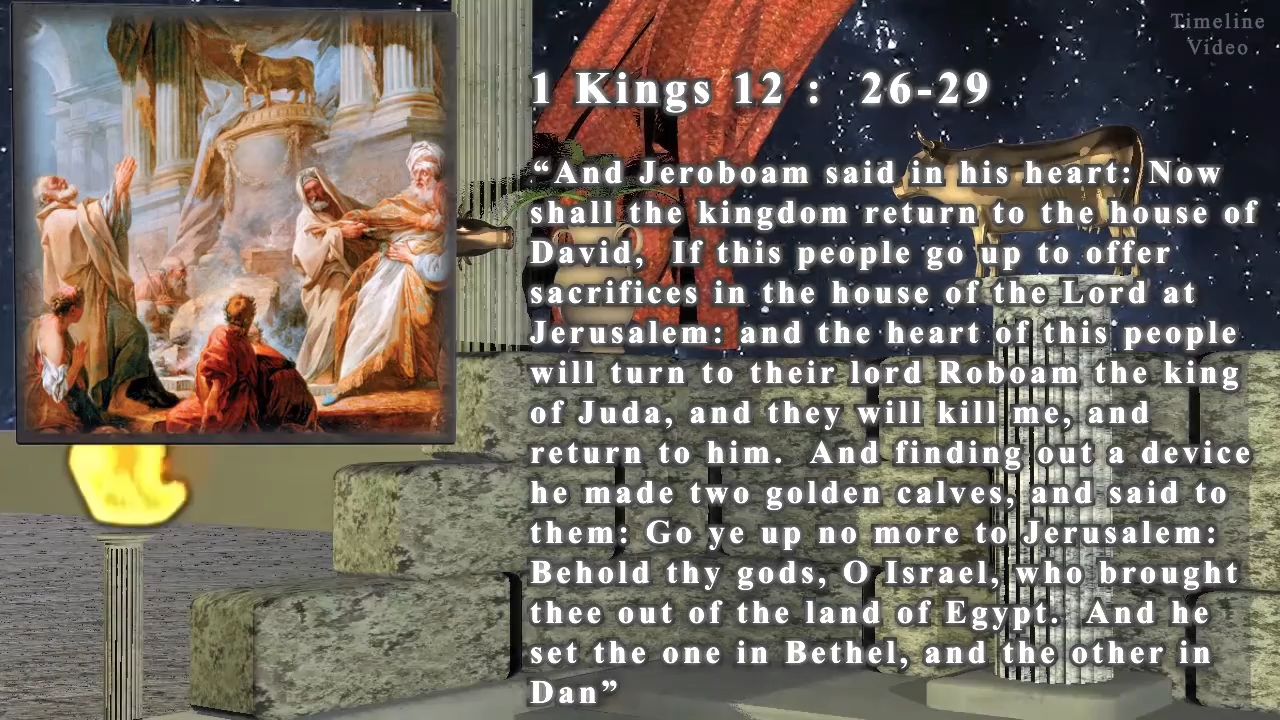 Timeline
Video
1 Kings 12 : 26-29
“And Jeroboam said in his heart: Now
shall the kingdom return to the house of
David, If this people go up to offer
sacrifices in the house of the Lord at
Jerusalem: and the heart of this people
will turn to their lord Roboam the king
of Juda, and they will kill me, and
return to him. And finding out a device
he made two golden calves, and said to
them: Go ye up no more to Jerusalem:
Behold thy gods, O Israel, who brought
thee out of the land of Egypt. And he
set the one in Bethel, and the other in
Dan”